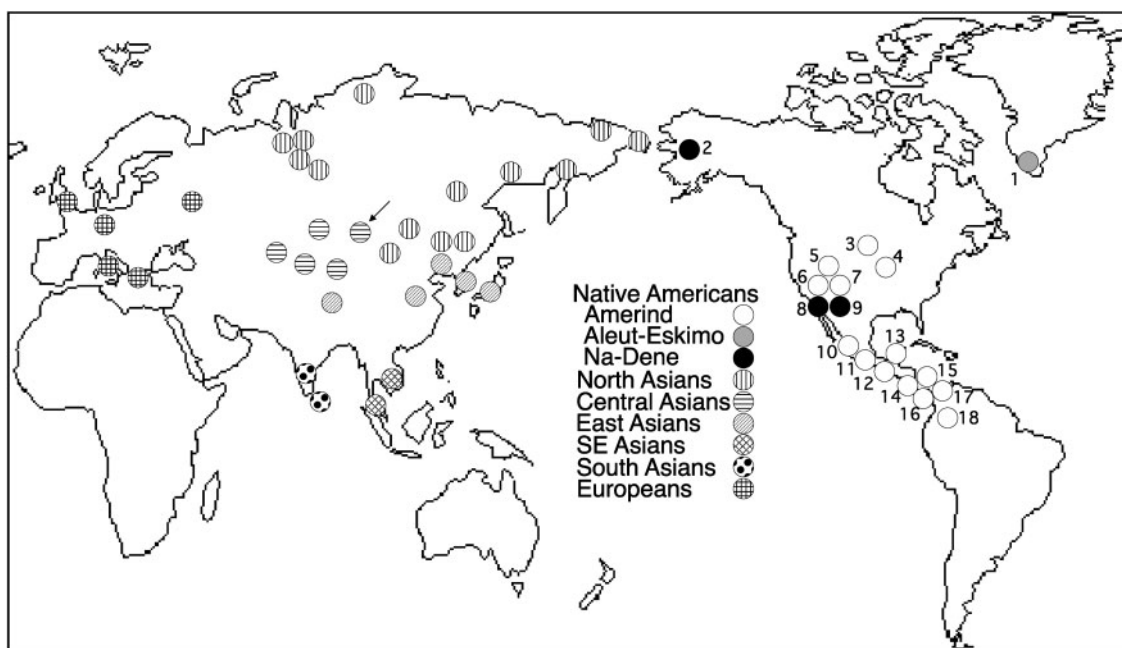 1
2
3
4
5
6
7
8
9
10
11
12
13
14
15
16
17
18
Native Americans
Amerind
Aleut-Eskimo
Na-Dene
North Asians
Central Asians
East Asians
SE Asians
South Asians
Europeans